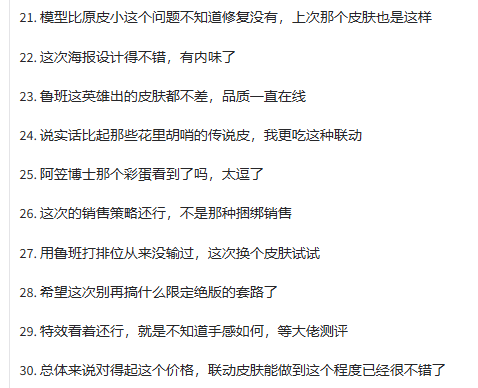 21. 模型比原皮小这个问题不知道修复没有，上次那个皮肤也是这样
22. 这次海报设计得不错，有内味了
23. 鲁班这英雄出的皮肤都不差，品质一直在线
24. 说实话比起那些花里胡哨的传说皮，我更吃这种联动
25. 阿笠博士那个彩蛋看到了吗，太逗了
26. 这次的销售策略还行，不是那种捆绑销售
27. 用鲁班打排位从来没输过，这次换个皮肤试试
28. 希望这次别再搞什么限定绝版的套路了
29. 特效看着还行，就是不知道手感如何，等大佬测评
30. 总体来说对得起这个价格，联动皮肤能做到这个程度已经很不错了